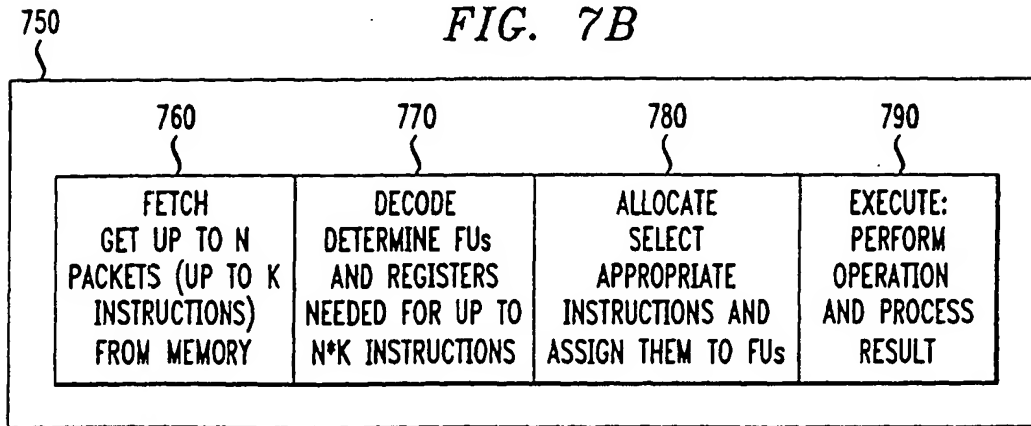 750
FIG. 7B
760
770
780
790
FETCH
GET UP TO N
PACKETS (UP TO K
INSTRUCTIONS)
FROM MEMORY
DECODE
DETERMINE FUs
AND REGISTERS
NEEDED FOR UP TO
N*K INSTRUCTIONS
ALLOCATE
SELECT
APPROPRIATE
INSTRUCTIONS AND
ASSIGN THEM TO FUs
EXECUTE:
PERFORM
OPERATION
AND PROCESS
RESULT